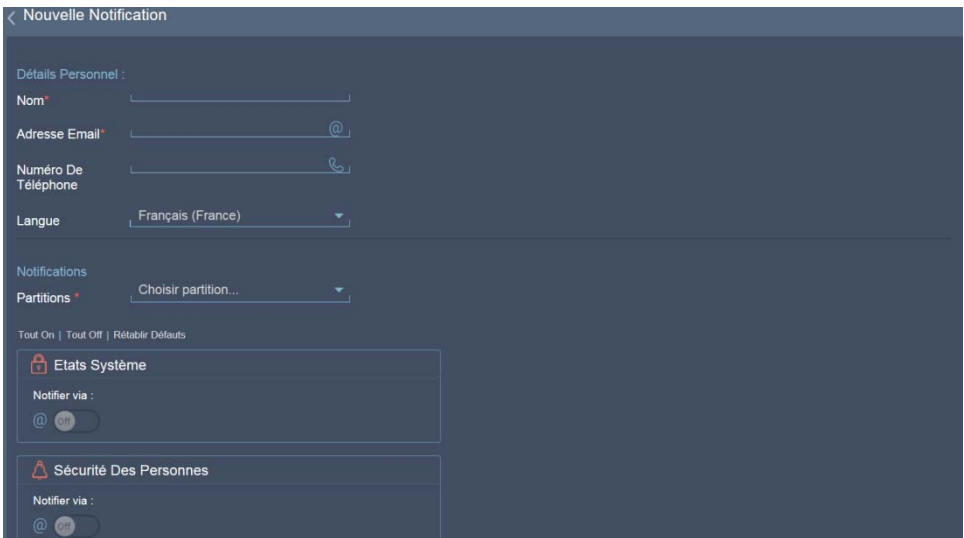 Nouvelle Notification
Détails Personnel :
Nom*
Adresse Email*
@
Numéro De
Téléphone
Langue
Français (France)
Notifications
Partitions *
Choisir partition...
Tout On | Tout Off | Rétablir Défauts
Etats Système
Notifier via :
@ Off
Sécurité Des Personnes
Notifier via :
@ Off